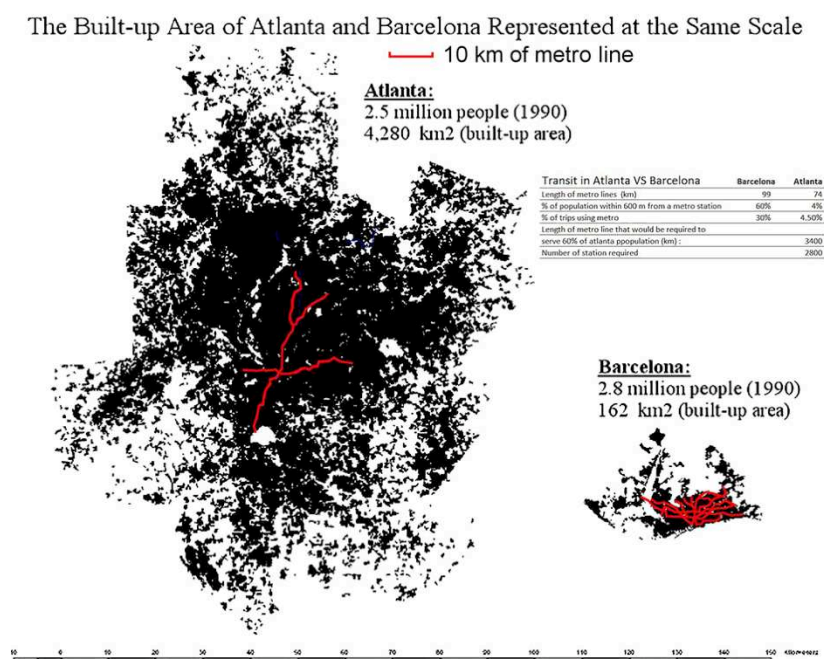 The Built-up Area of Atlanta and Barcelona Represented at the Same Scale
10 km of metro line
Atlanta:
2.5 million people (1990)
4,280 km2 (built-up area)
Transit in Atlanta VS Barcelona Barcelona Atlanta
Length of metro lines (km) 99 74
% of population within 600 m from a metro station 60% 4%
% of trips using metro 30% 4.50%
Length of metro line that would be required to
serve 60% of atlanta ppopulation (km) : 3400
Number of station required 2800
Barcelona:
2.8 million people (1990)
162 km2 (built-up area)
10 0 10 20 30 40 50 60 70 80 90 100 110 120 130 140 150 Kilometers